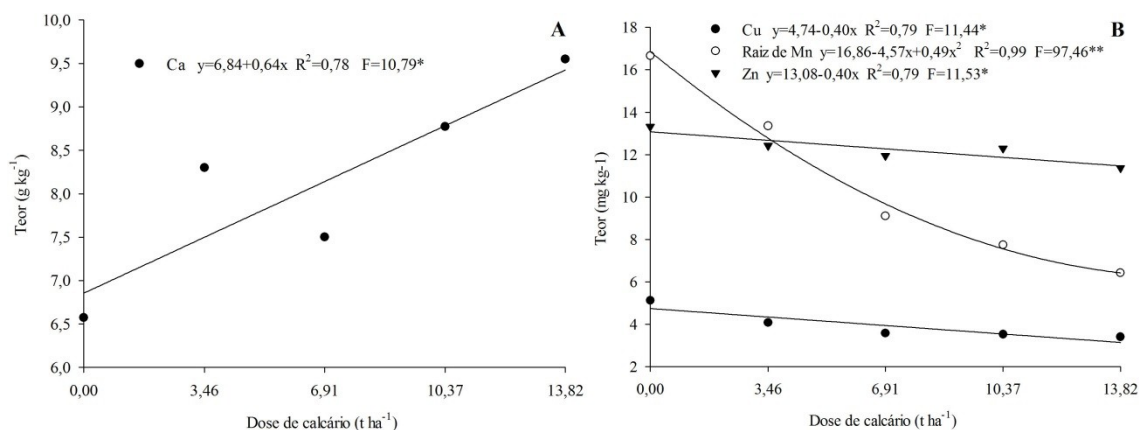 A
Ca y=6,84+0,64x R²=0,78 F=10,79*
10,0
9,5
9,0
8,5
8,0
7,5
7,0
6,5
6,0
Teor (g kg⁻¹)
0,00 3,46 6,91 10,37 13,82
Dose de calcário (t ha⁻¹)
B
Cu y=4,74-0,40x R²=0,79 F=11,44*
Raiz de Mn y=16,86-4,57x+0,49x² R²=0,99 F=97,46**
Zn y=13,08-0,40x R²=0,79 F=11,53*
18
16
14
12
10
8
6
4
2
Teor (mg kg-1)
0,00 3,46 6,91 10,37 13,82
Dose de calcário (t ha⁻¹)